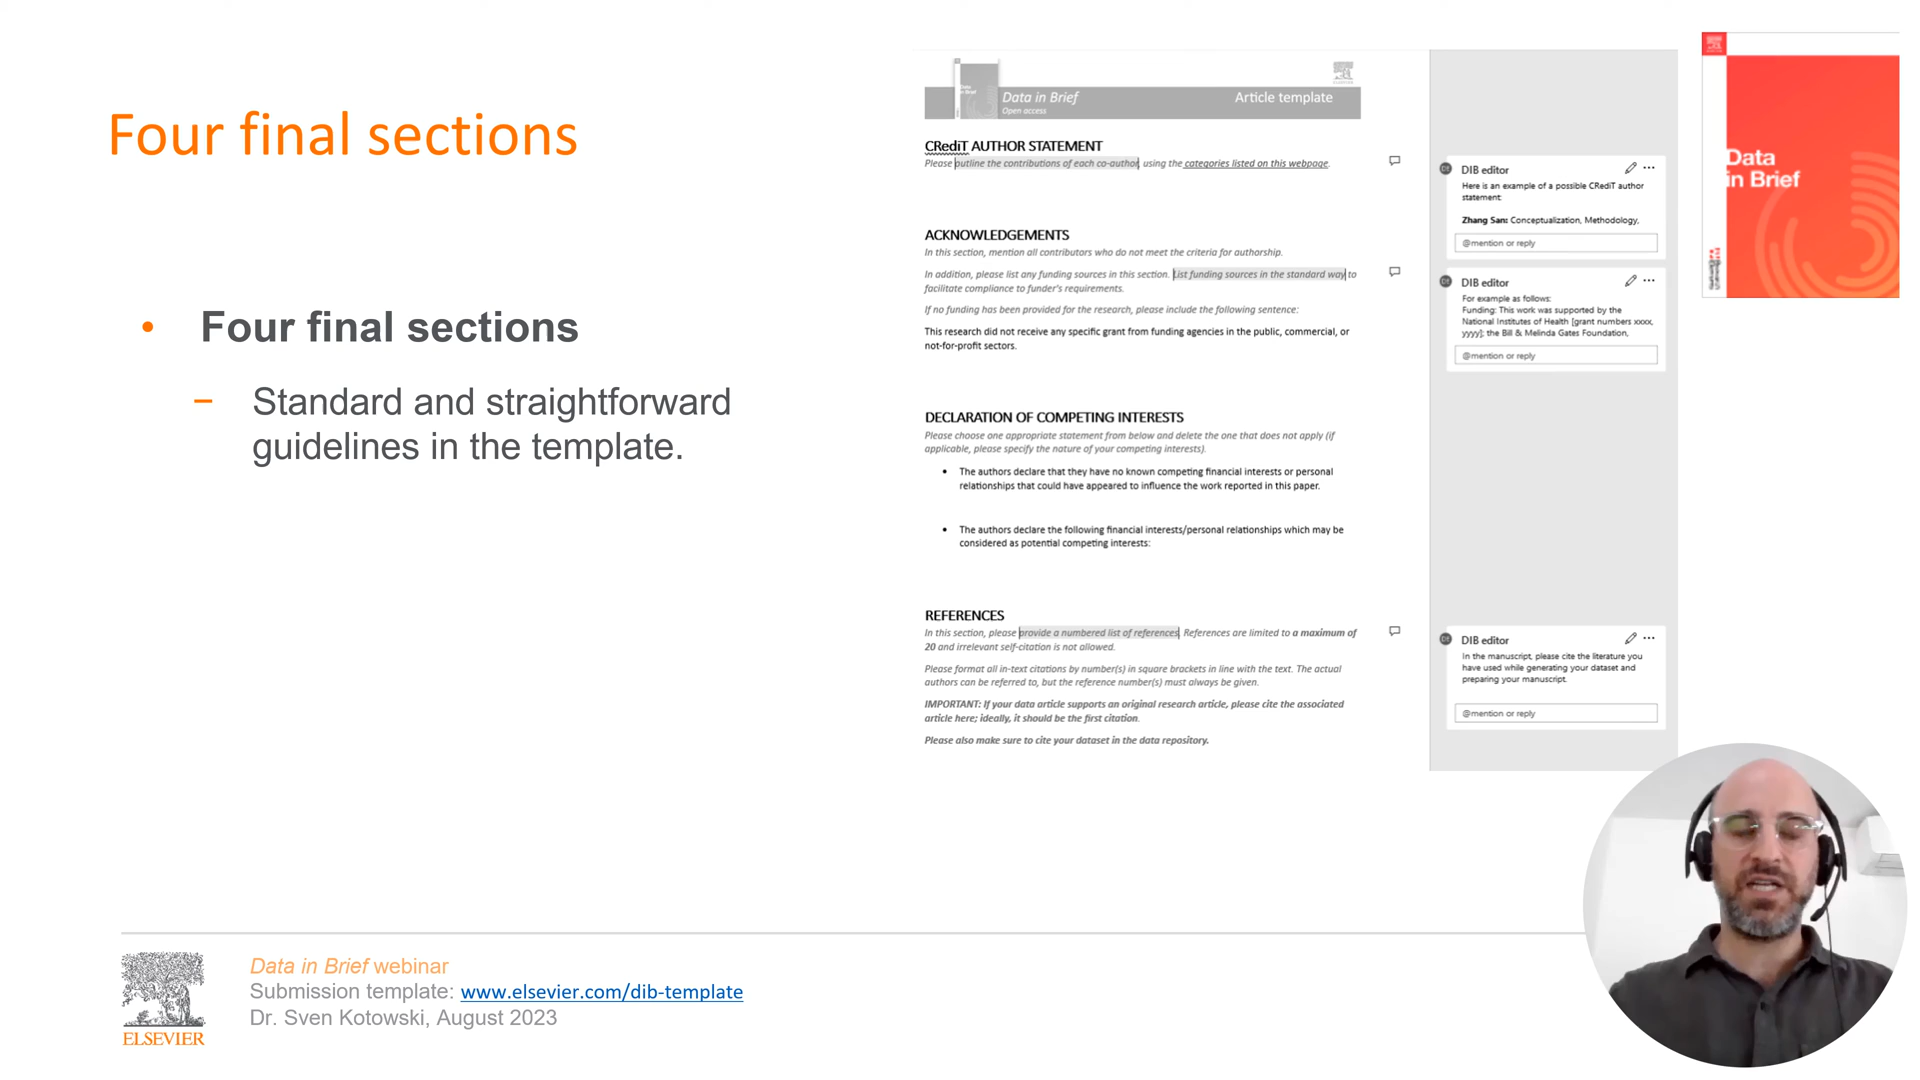 Four final sections
• Four final sections
– Standard and straightforward
guidelines in the template.
Data in Brief
Open access
Article template
CRediT AUTHOR STATEMENT
Please outline the contributions of each co-author, using the categories listed on this webpage.
ACKNOWLEDGEMENTS
In this section, mention all contributors who do not meet the criteria for authorship.
In addition, please list any funding sources in this section. List funding sources in the standard way to
facilitate compliance to funder's requirements.
If no funding has been provided for the research, please include the following sentence:
This research did not receive any specific grant from funding agencies in the public, commercial, or
not-for-profit sectors.
DECLARATION OF COMPETING INTERESTS
Please choose one appropriate statement from below and delete the one that does not apply (if
applicable, please specify the nature of your competing interests).
• The authors declare that they have no known competing financial interests or personal
relationships that could have appeared to influence the work reported in this paper.
• The authors declare the following financial interests/personal relationships which may be
considered as potential competing interests:
REFERENCES
In this section, please provide a numbered list of references. References are limited to a maximum of
20 and irrelevant self-citation is not allowed.
Please format all in-text citations by number(s) in square brackets in line with the text. The actual
authors can be referred to, but the reference number(s) must always be given.
IMPORTANT: If your data article supports an original research article, please cite the associated
article here; ideally, it should be the first citation.
Please also make sure to cite your dataset in the data repository.
DIB editor
Here is an example of a possible CRediT author
statement:
Zhang San: Conceptualization, Methodology,
@mention or reply
DIB editor
For example as follows:
Funding: This work was supported by the
National Institutes of Health [grant numbers xxxx,
yyyy]; the Bill & Melinda Gates Foundation,
@mention or reply
DIB editor
In the manuscript, please cite the literature you
have used while generating your dataset and
preparing your manuscript.
@mention or reply
Data
in Brief
ELSEVIER
Data in Brief webinar
Submission template: www.elsevier.com/dib-template
Dr. Sven Kotowski, August 2023